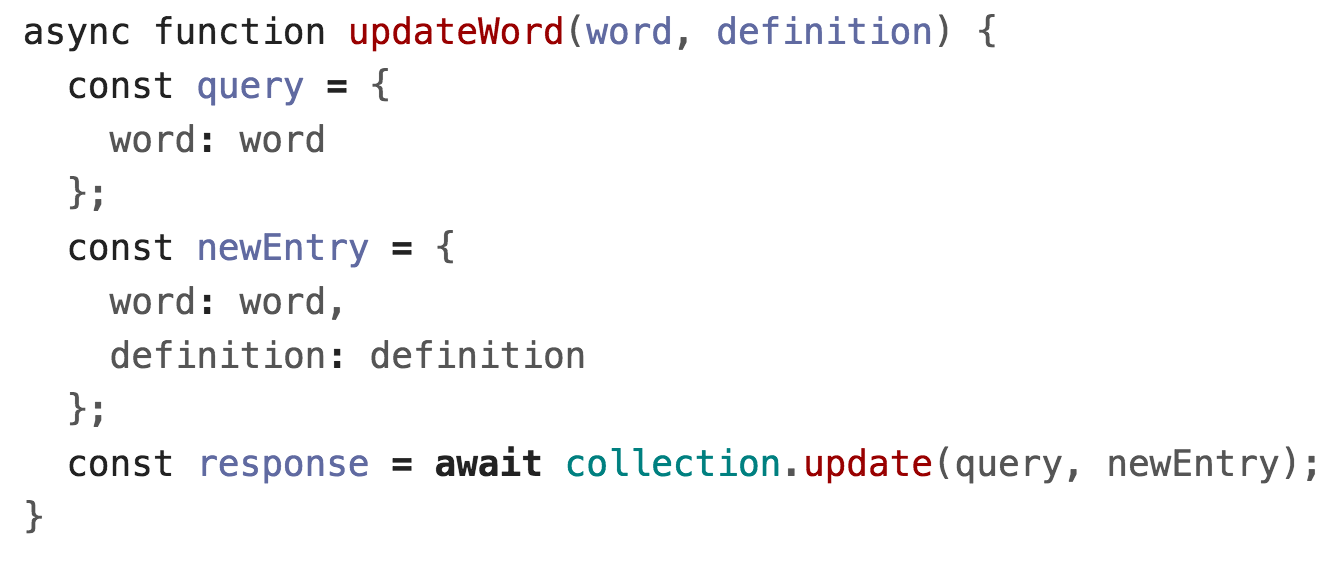 async function updateWord(word, definition) {
  const query = {
    word: word
  };
  const newEntry = {
    word: word,
    definition: definition
  };
  const response = await collection.update(query, newEntry);
}